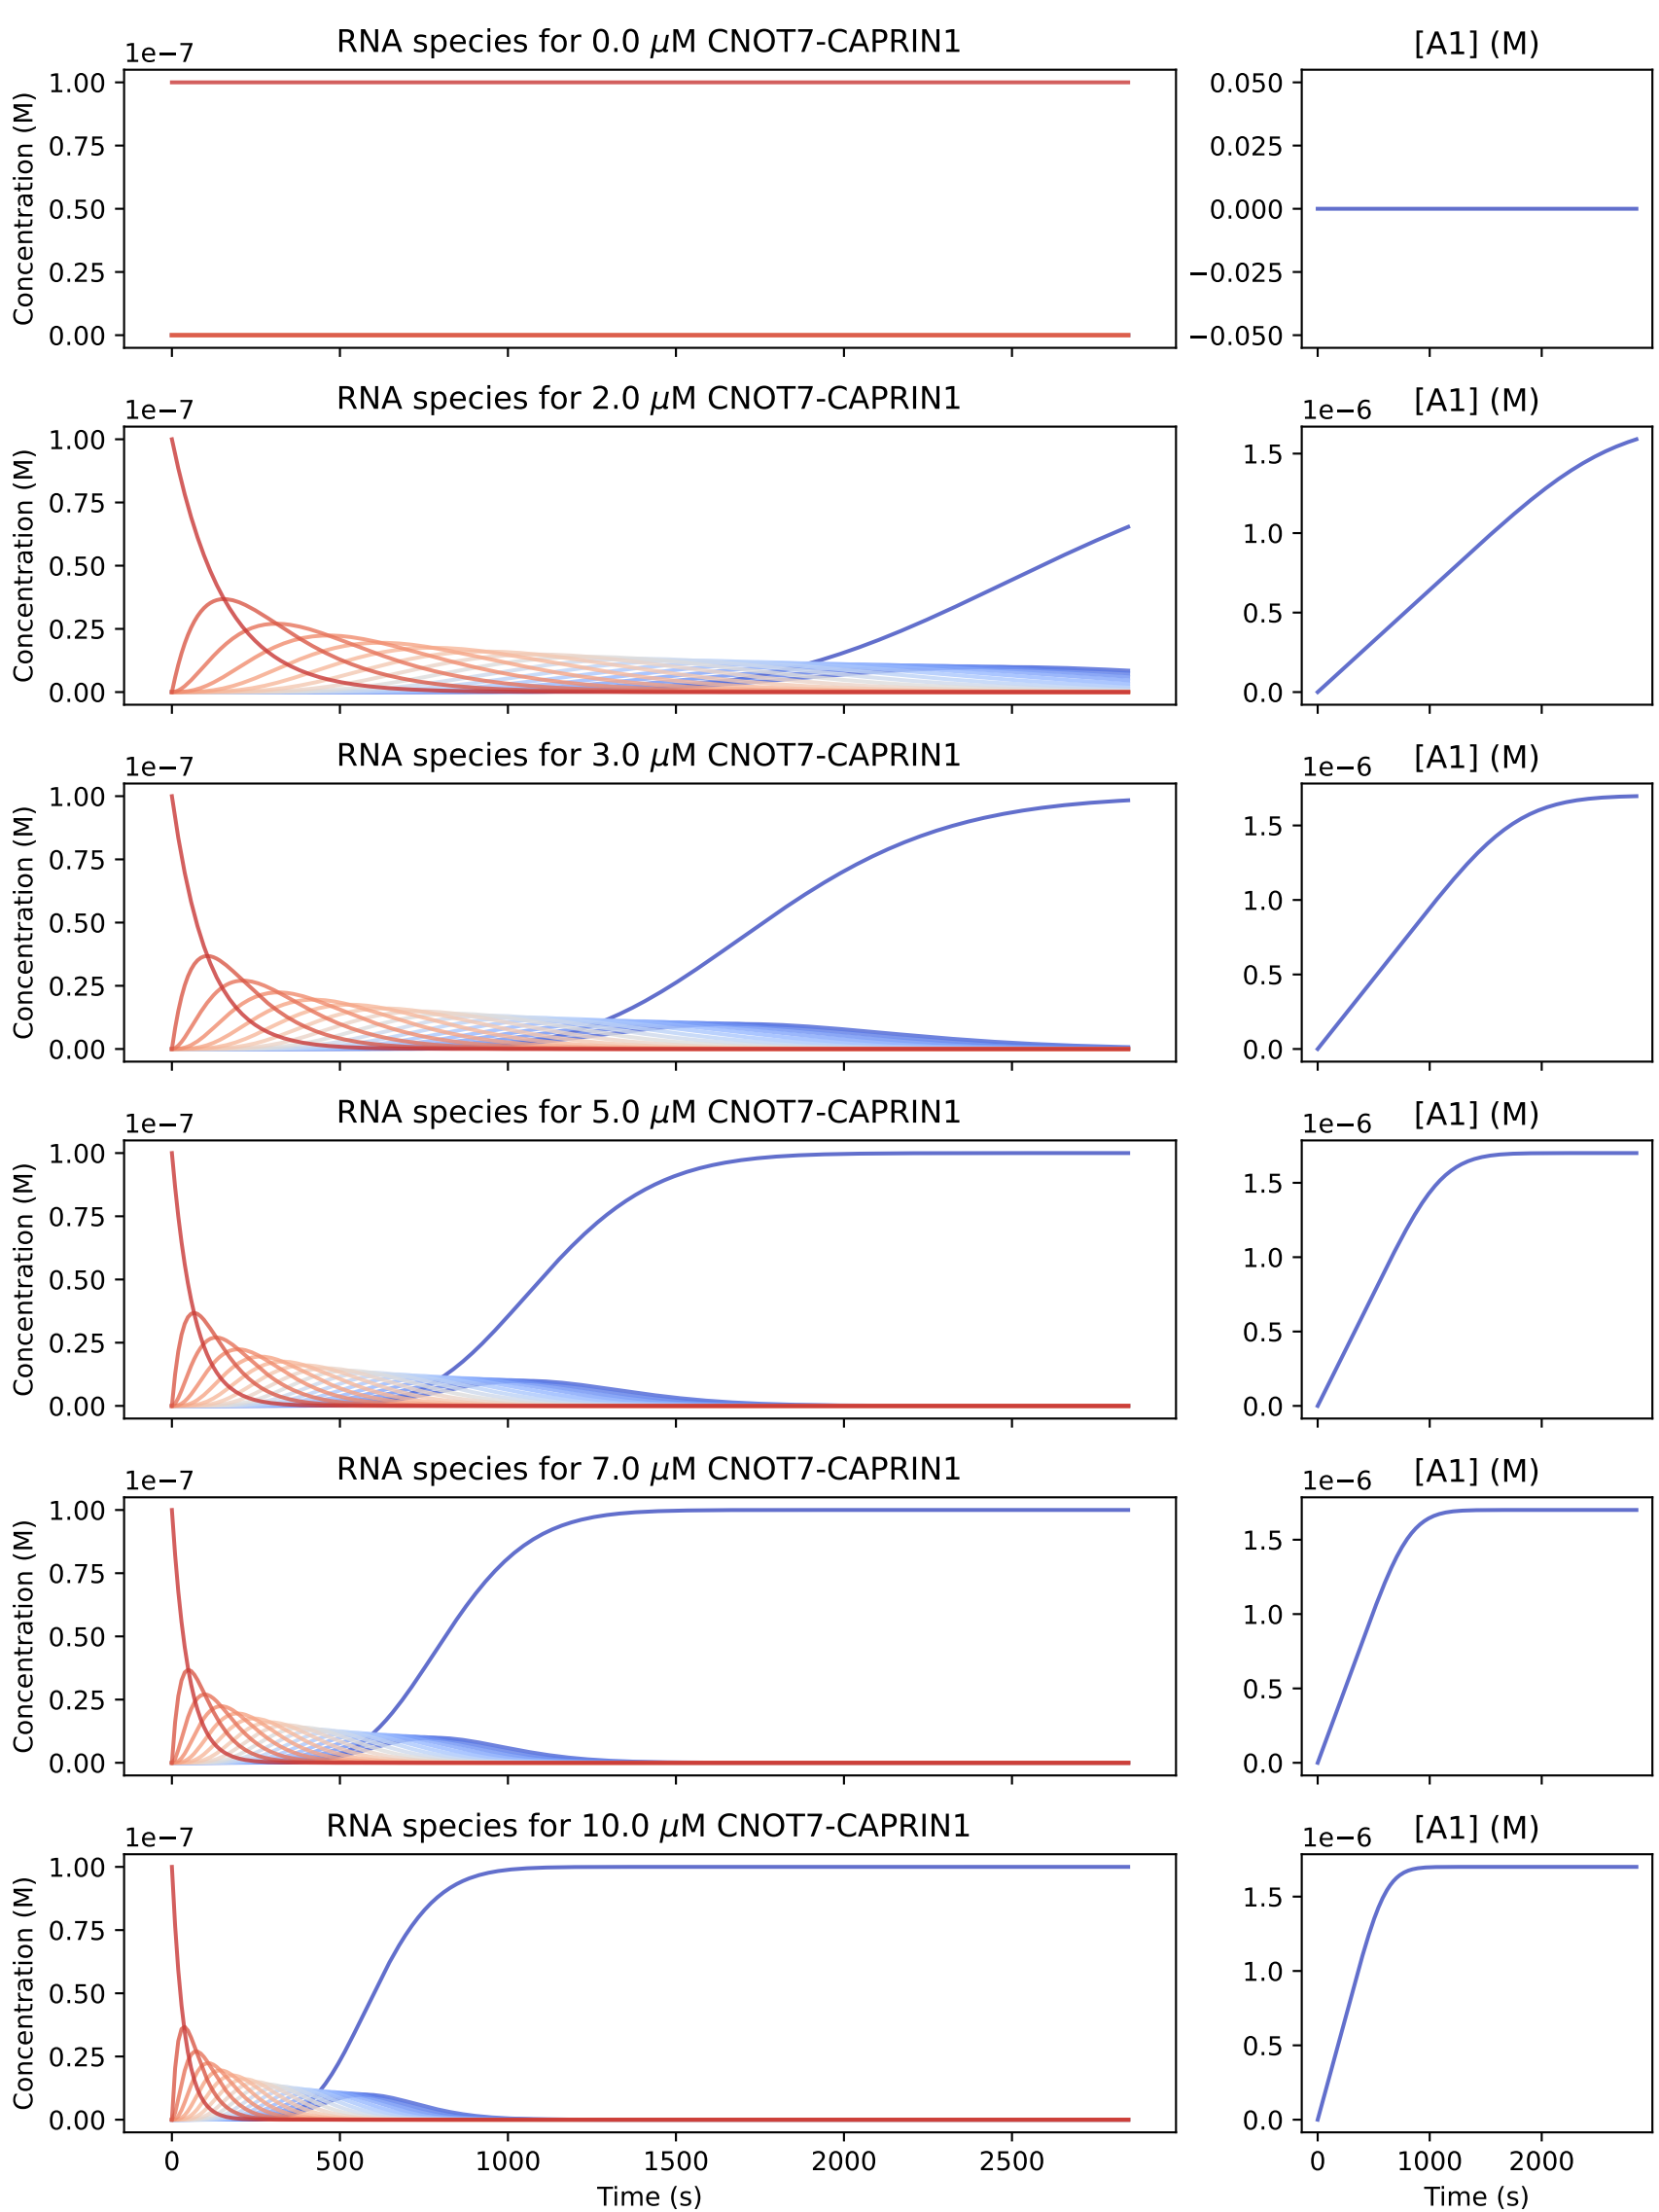 RNA species for 0.0 μM CNOT7-CAPRIN1
[A1] (M)
1e−7
Concentration (M)
1.00
0.75
0.50
0.25
0.00
0.050
0.025
0.000
−0.025
−0.050
RNA species for 2.0 μM CNOT7-CAPRIN1
[A1] (M)
1e−7
1e−6
Concentration (M)
1.00
0.75
0.50
0.25
0.00
1.5
1.0
0.5
0.0
RNA species for 3.0 μM CNOT7-CAPRIN1
[A1] (M)
1e−7
1e−6
Concentration (M)
1.00
0.75
0.50
0.25
0.00
1.5
1.0
0.5
0.0
RNA species for 5.0 μM CNOT7-CAPRIN1
[A1] (M)
1e−7
1e−6
Concentration (M)
1.00
0.75
0.50
0.25
0.00
1.5
1.0
0.5
0.0
RNA species for 7.0 μM CNOT7-CAPRIN1
[A1] (M)
1e−7
1e−6
Concentration (M)
1.00
0.75
0.50
0.25
0.00
1.5
1.0
0.5
0.0
RNA species for 10.0 μM CNOT7-CAPRIN1
[A1] (M)
1e−7
1e−6
Concentration (M)
1.00
0.75
0.50
0.25
0.00
1.5
1.0
0.5
0.0
0 500 1000 1500 2000 2500
Time (s)
0 1000 2000
Time (s)